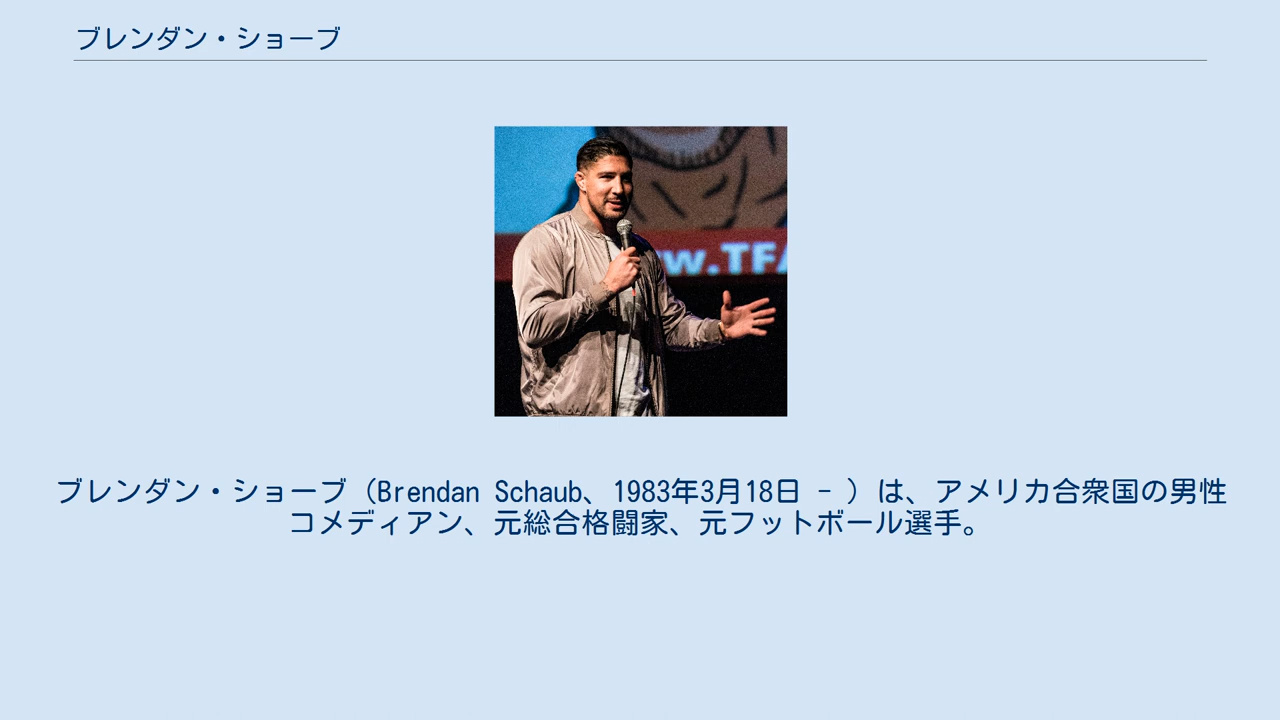 ブレンダン・ショーブ
ww.TFA
ブレンダン・ショーブ（Brendan Schaub、1983年3月18日 - ）は、アメリカ合衆国の男性
コメディアン、元総合格闘家、元フットボール選手。